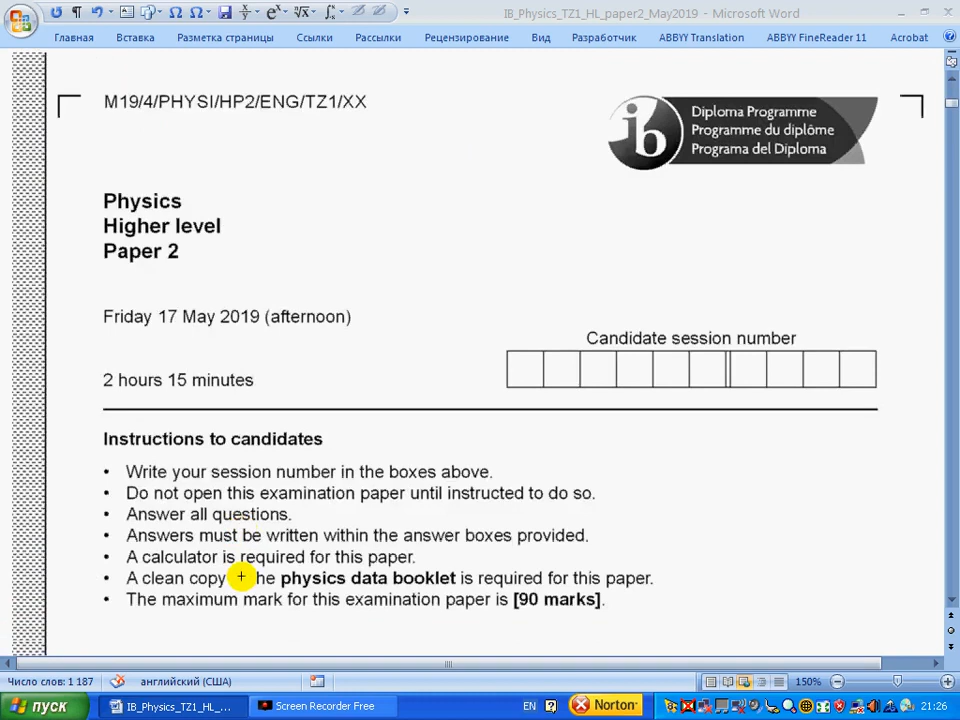 IB_Physics_TZ1_HL_paper2_May2019 - Microsoft Word
Главная Вставка Разметка страницы Ссылки Рассылки Рецензирование Вид Разработчик ABBYY Translation ABBYY FineReader 11 Acrobat
M19/4/PHYSI/HP2/ENG/TZ1/XX
ib
Diploma Programme
Programme du diplôme
Programa del Diploma
Physics
Higher level
Paper 2
Friday 17 May 2019 (afternoon)
Candidate session number
2 hours 15 minutes
Instructions to candidates
• Write your session number in the boxes above.
• Do not open this examination paper until instructed to do so.
• Answer all questions.
• Answers must be written within the answer boxes provided.
• A calculator is required for this paper.
• A clean copy he physics data booklet is required for this paper.
• The maximum mark for this examination paper is [90 marks].
Число слов: 1 187 английский (США) 150%
пуск IB_Physics_TZ1_HL_... Screen Recorder Free EN Norton 21:26